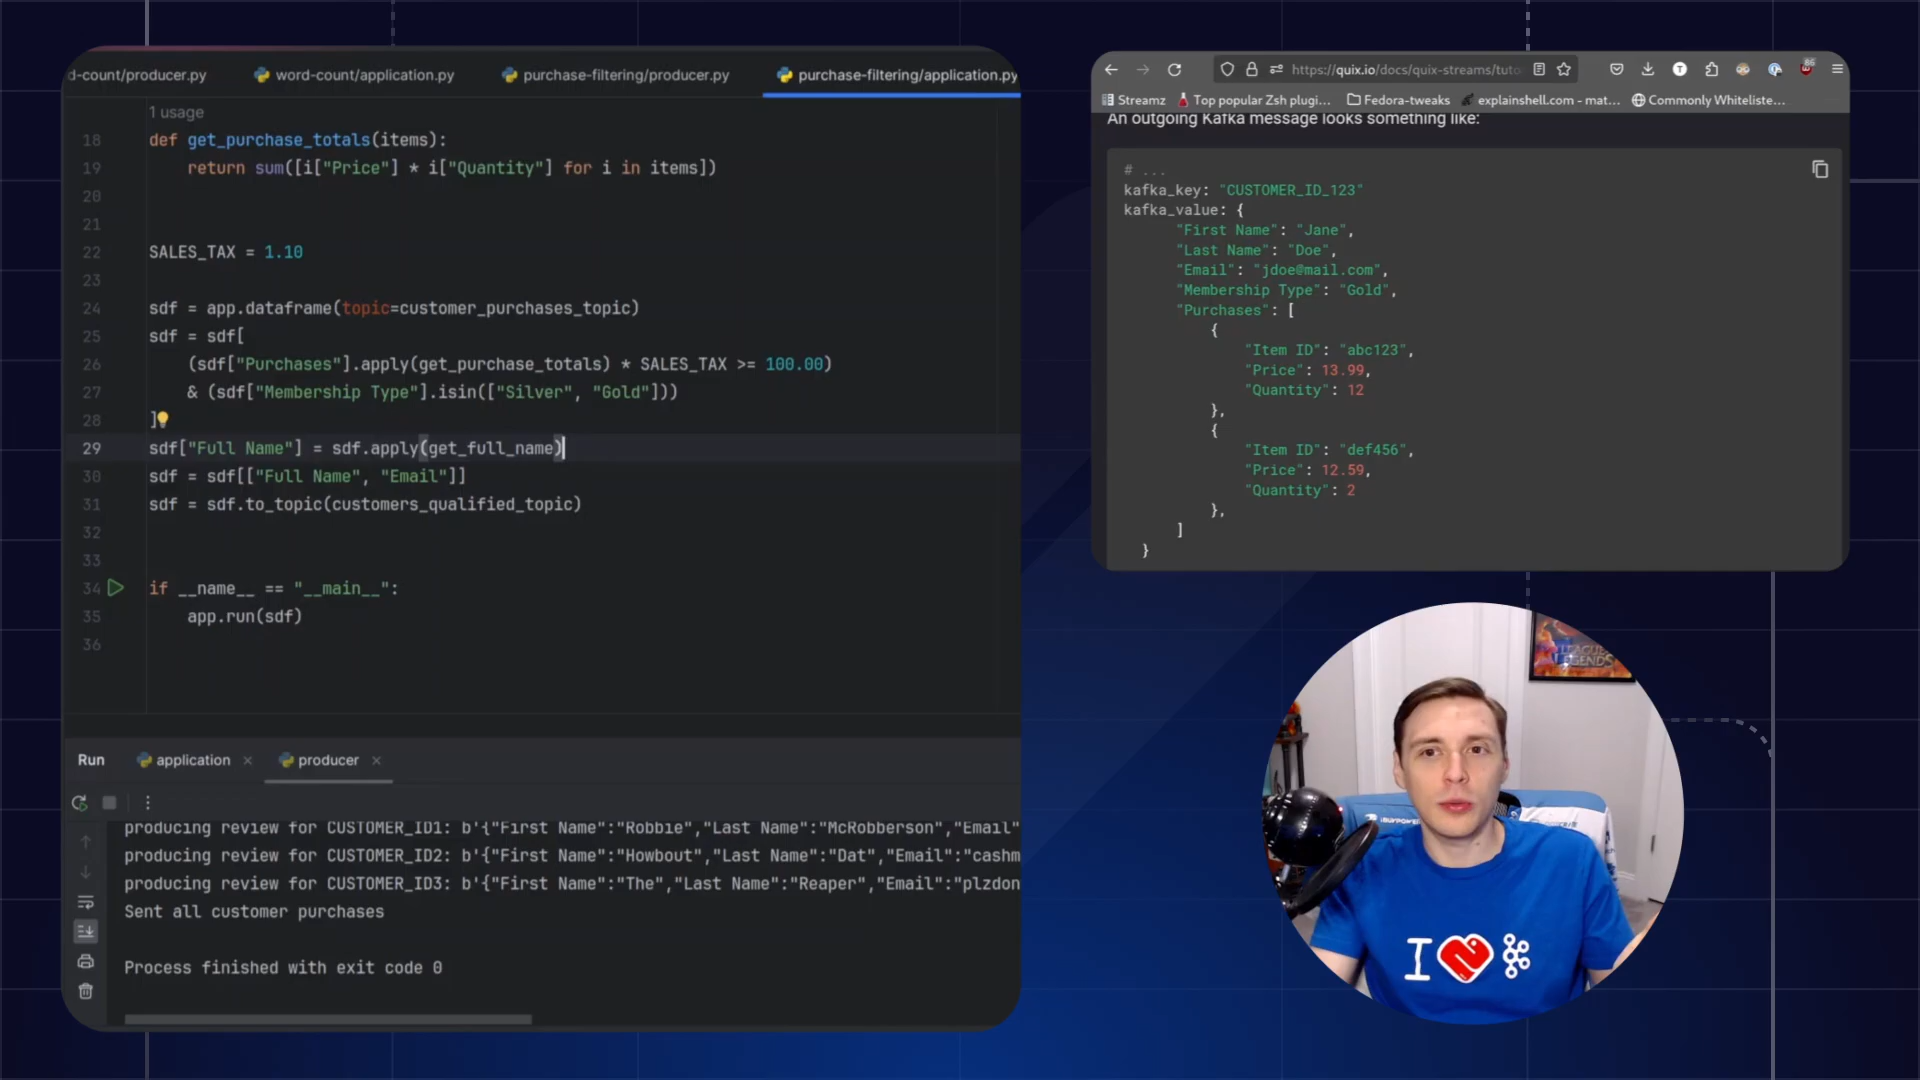 d-count/producer.py
word-count/application.py
purchase-filtering/producer.py
purchase-filtering/application.py
1 usage
18 def get_purchase_totals(items):
19 return sum([i["Price"] * i["Quantity"] for i in items])
20
21
22 SALES_TAX = 1.10
23
24 sdf = app.dataframe(topic=customer_purchases_topic)
25 sdf = sdf[
26 (sdf["Purchases"].apply(get_purchase_totals) * SALES_TAX >= 100.00)
27 & (sdf["Membership Type"].isin(["Silver", "Gold"]))
28 ]
29 sdf["Full Name"] = sdf.apply(get_full_name)
30 sdf = sdf[["Full Name", "Email"]]
31 sdf = sdf.to_topic(customers_qualified_topic)
32
33
34 if __name__ == "__main__":
35 app.run(sdf)
36
Run application producer
producing review for CUSTOMER_ID1: b'{"First Name":"Robbie","Last Name":"McRobberson","Email"
producing review for CUSTOMER_ID2: b'{"First Name":"Howbout","Last Name":"Dat","Email":"cashm
producing review for CUSTOMER_ID3: b'{"First Name":"The","Last Name":"Reaper","Email":"plzdon
Sent all customer purchases
Process finished with exit code 0
https://quix.io/docs/quix-streams/tuto
86
Streamz
Top popular Zsh plugi...
Fedora-tweaks
explainshell.com - mat...
Commonly Whiteliste...
An outgoing Kafka message looks something like:
# ...
kafka_key: "CUSTOMER_ID_123"
kafka_value: {
"First Name": "Jane",
"Last Name": "Doe",
"Email": "jdoe@mail.com",
"Membership Type": "Gold",
"Purchases": [
{
"Item ID": "abc123",
"Price": 13.99,
"Quantity": 12
},
{
"Item ID": "def456",
"Price": 12.59,
"Quantity": 2
},
]
}
LEAGUE
LEGENDS
I